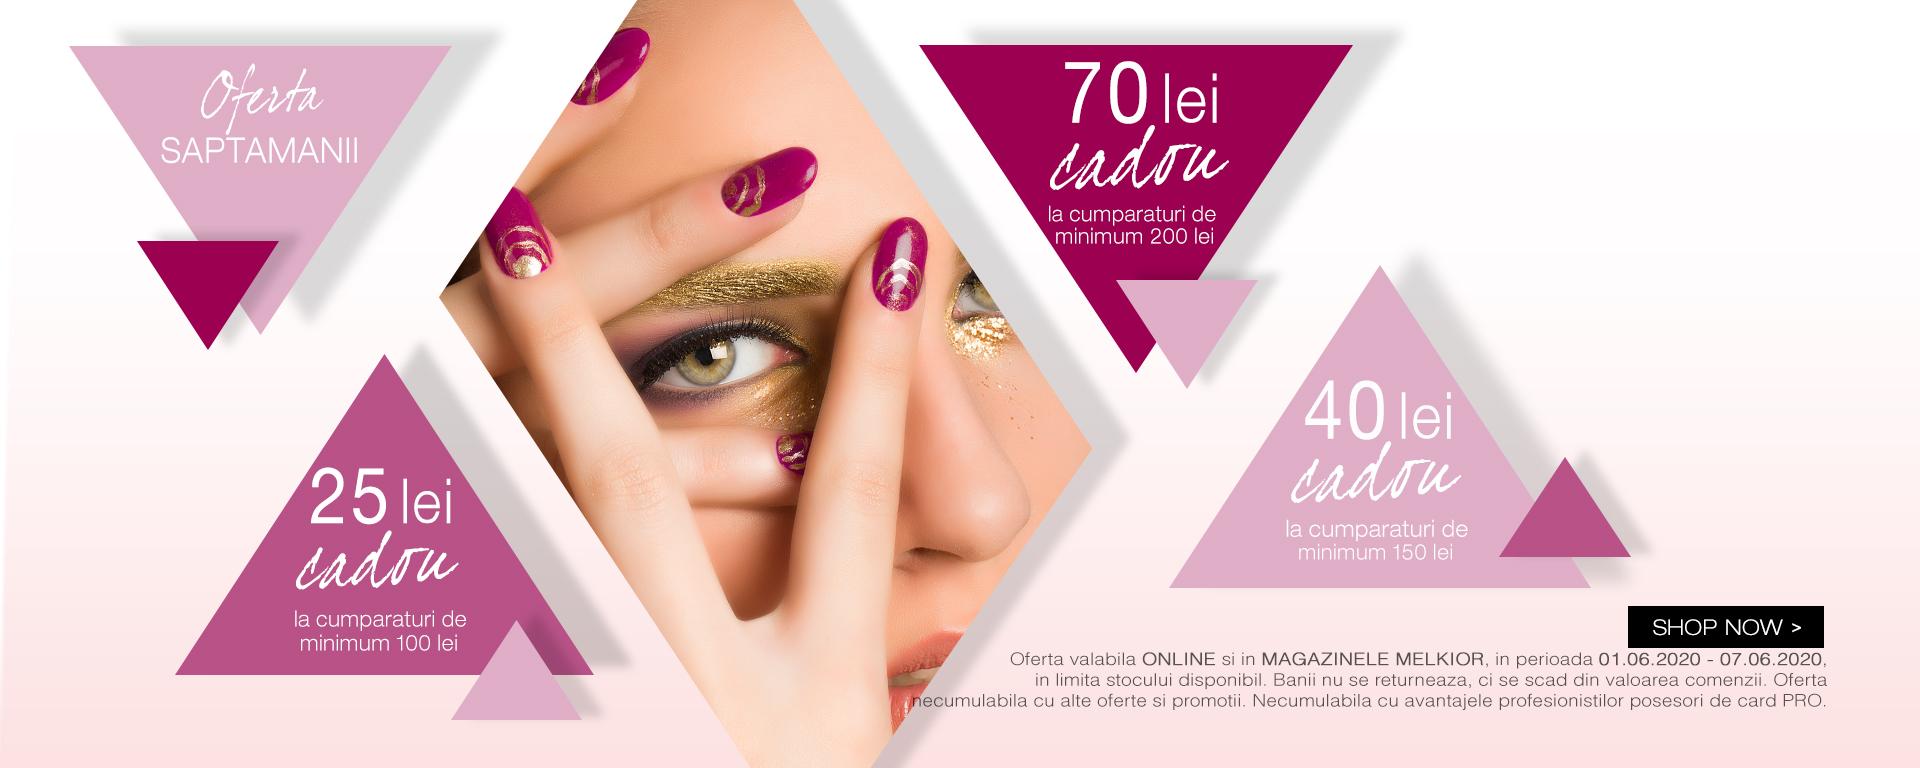 Oferta
SAPTAMANII
70 lei
cadou
la cumparaturi de
minimum 200 lei
25 lei
cadou
la cumparaturi de
minimum 100 lei
40 lei
cadou
la cumparaturi de
minimum 150 lei
SHOP NOW >
Oferta valabila ONLINE si in MAGAZINELE MELKIOR, in perioada 01.06.2020 - 07.06.2020,
in limita stocului disponibil. Banii nu se returneaza, ci se scad din valoarea comenzii. Oferta
necumulabila cu alte oferte si promotii. Necumulabila cu avantajele profesionistilor posesori de card PRO.